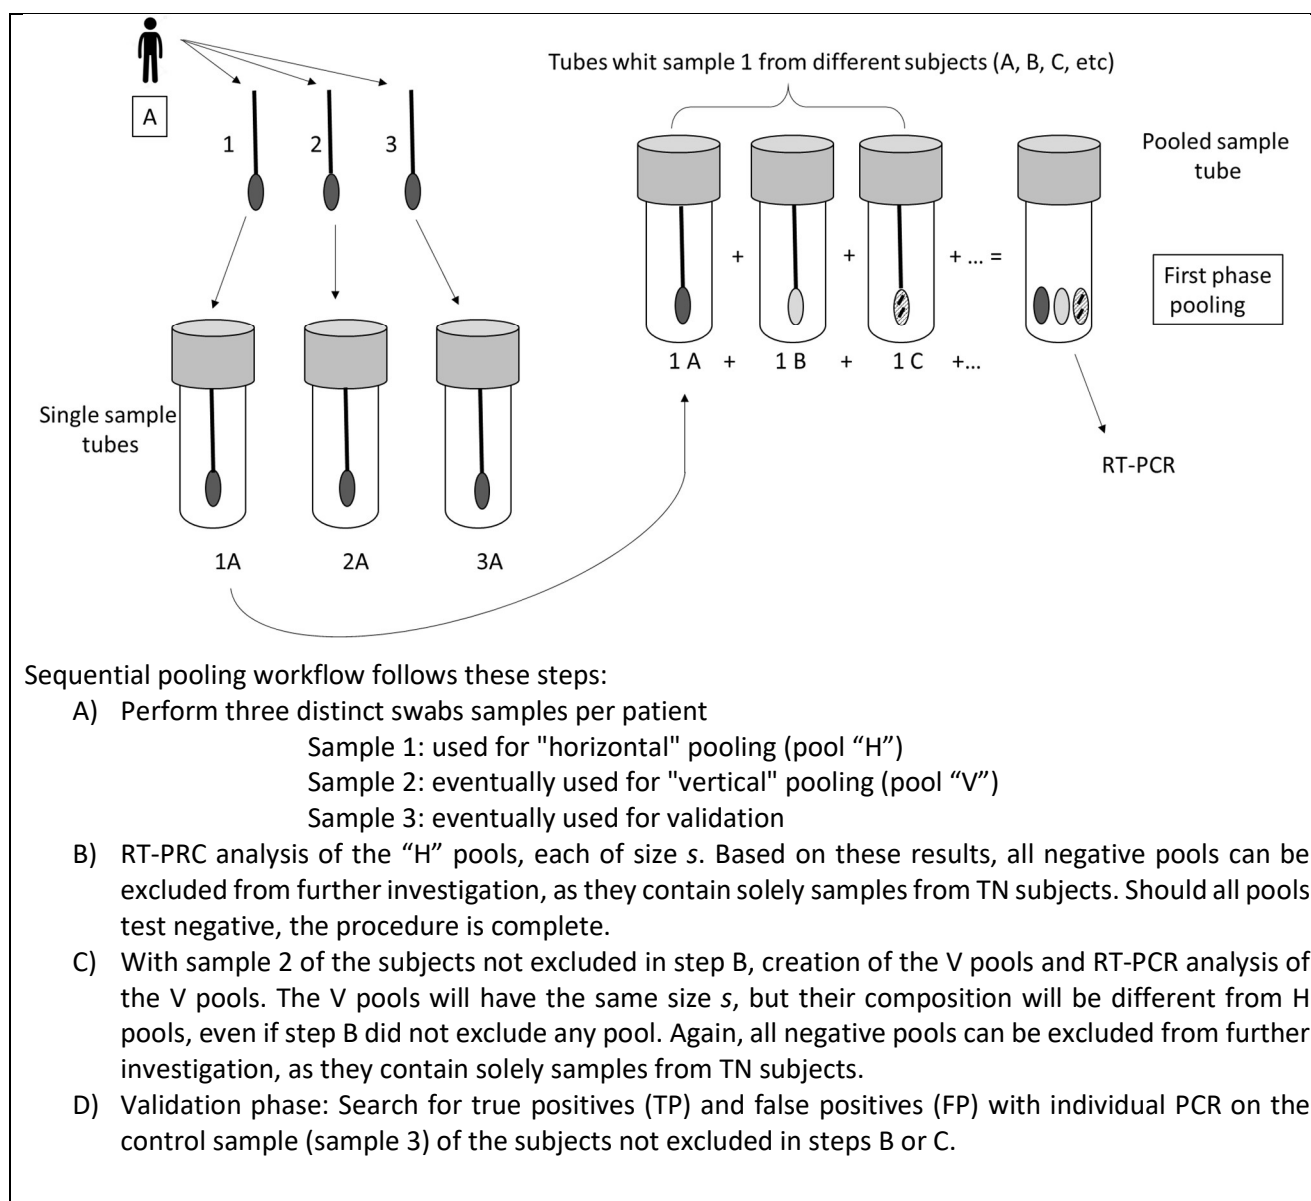 A
1
2
3
Single sample
tubes
1A
2A
3A
Tubes whit sample 1 from different subjects (A, B, C, etc)
Pooled sample
tube
+
+
+ ... =
First phase
pooling
1 A + 1 B + 1 C +...
RT-PCR
Sequential pooling workflow follows these steps:
A) Perform three distinct swabs samples per patient
Sample 1: used for "horizontal" pooling (pool “H”)
Sample 2: eventually used for "vertical" pooling (pool “V”)
Sample 3: eventually used for validation
B) RT-PRC analysis of the “H” pools, each of size s. Based on these results, all negative pools can be
excluded from further investigation, as they contain solely samples from TN subjects. Should all pools
test negative, the procedure is complete.
C) With sample 2 of the subjects not excluded in step B, creation of the V pools and RT-PCR analysis of
the V pools. The V pools will have the same size s, but their composition will be different from H
pools, even if step B did not exclude any pool. Again, all negative pools can be excluded from further
investigation, as they contain solely samples from TN subjects.
D) Validation phase: Search for true positives (TP) and false positives (FP) with individual PCR on the
control sample (sample 3) of the subjects not excluded in steps B or C.